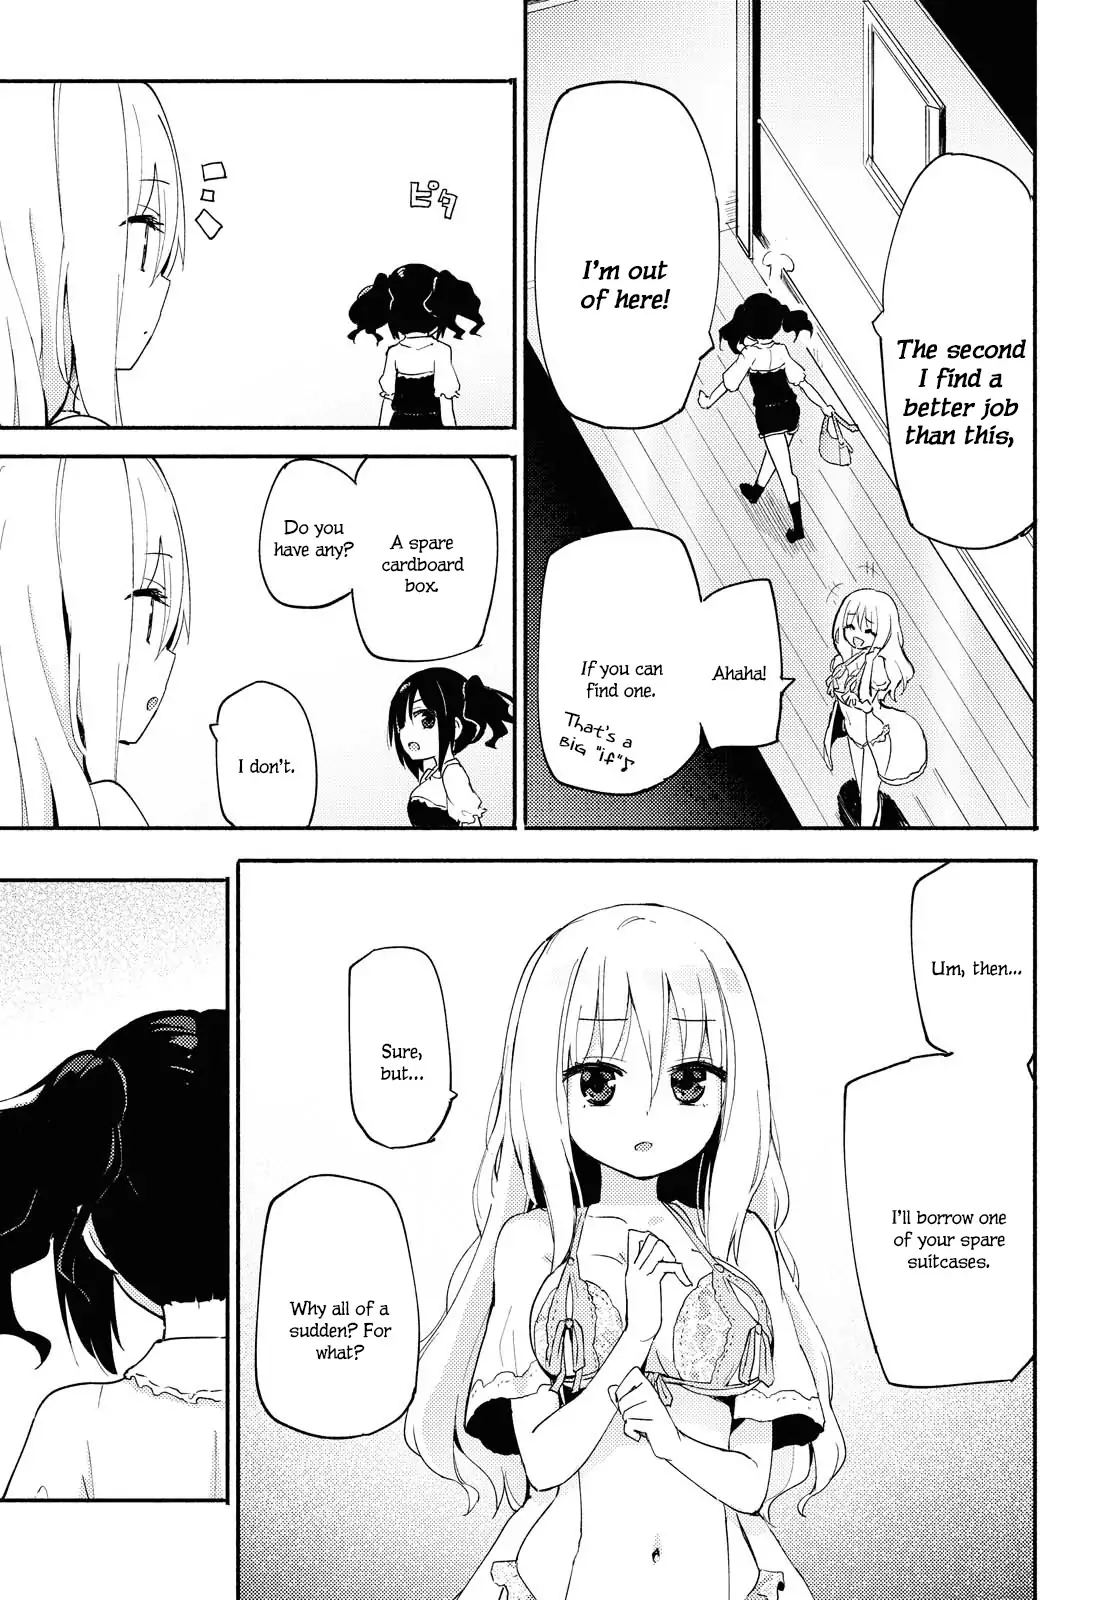 The second
I find a
better job
than this,
I'm out
of here!
Ahaha!
If you can
find one.
That's a
BIG "if"♪
ピタ
A spare
cardboard
box.
Do you
have any?
I don't.
Um, then...
I'll borrow one
of your spare
suitcases.
Sure,
but...
Why all of a
sudden? For
what?